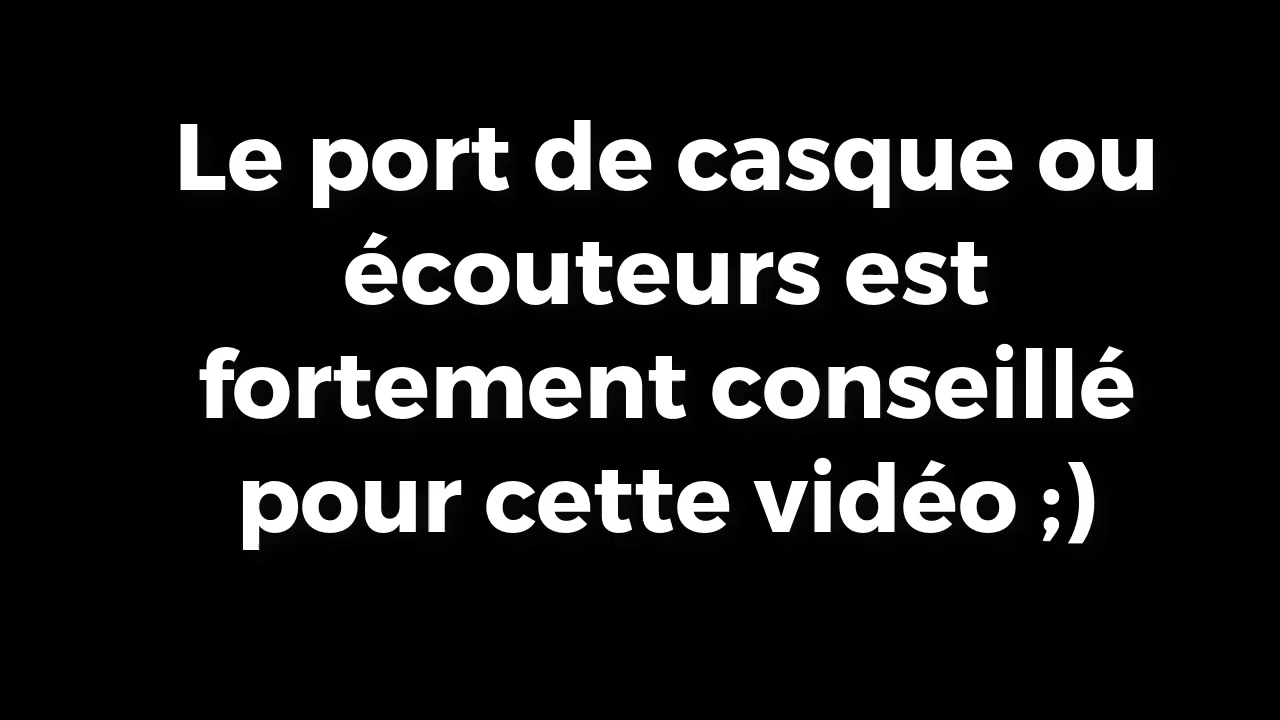 Le port de casque ou
écouteurs est
fortement conseillé
pour cette vidéo ;)